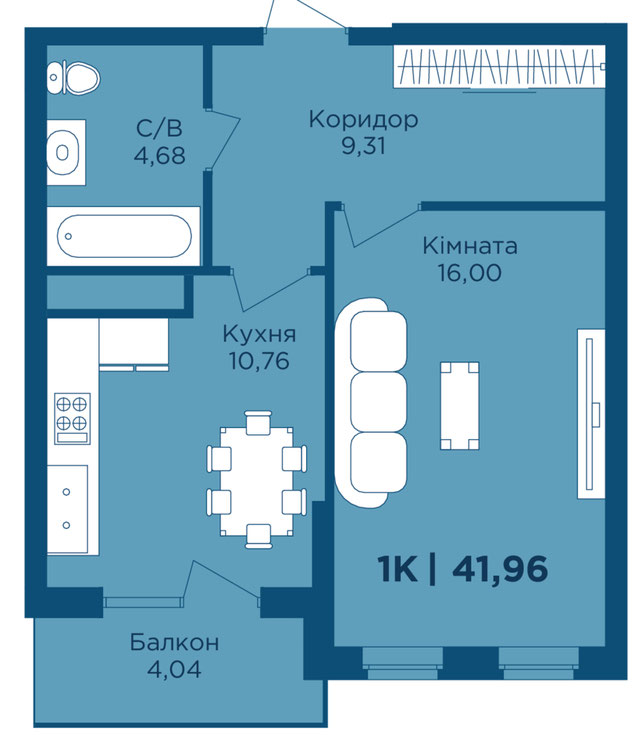 С/В
4,68
Коридор
9,31
Кімната
16,00
Кухня
10,76
1К | 41,96
Балкон
4,04